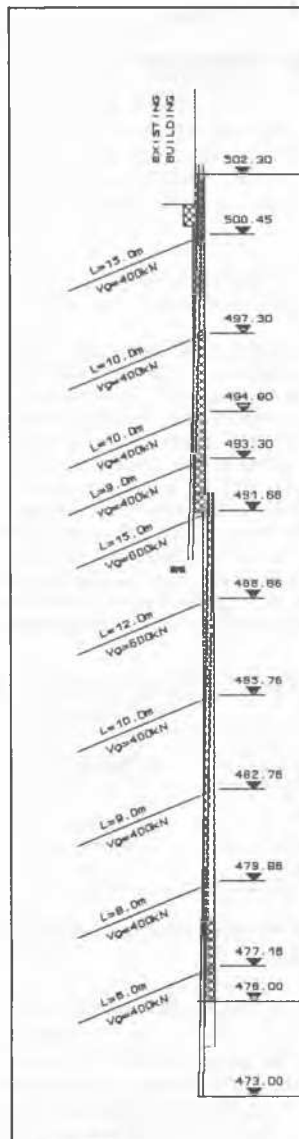 EXISTING
BUILDING
502.30
500.45
L=15.0m
Vg=400kN
497.30
L=10.0m
Vg=400kN
494.60
L=10.0m
Vg=400kN
493.30
L=9.0m
Vg=400kN
491.68
L=15.0m
Vg=600kN
488.86
L=12.0m
Vg=600kN
485.76
L=10.0m
Vg=400kN
482.76
L=9.0m
Vg=400kN
479.86
L=8.0m
Vg=400kN
477.16
L=6.0m
Vg=400kN
476.00
473.00